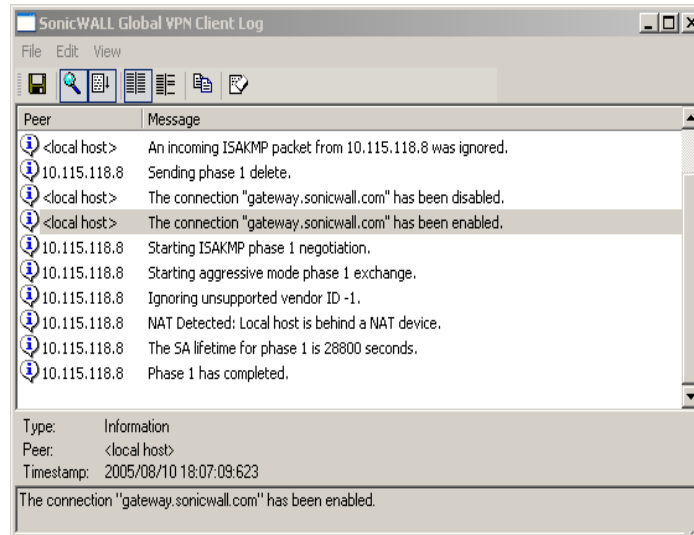 SonicWALL Global VPN Client Log
File Edit View
Peer Message
<local host> An incoming ISAKMP packet from 10.115.118.8 was ignored.
10.115.118.8 Sending phase 1 delete.
<local host> The connection "gateway.sonicwall.com" has been disabled.
<local host> The connection "gateway.sonicwall.com" has been enabled.
10.115.118.8 Starting ISAKMP phase 1 negotiation.
10.115.118.8 Starting aggressive mode phase 1 exchange.
10.115.118.8 Ignoring unsupported vendor ID -1.
10.115.118.8 NAT Detected: Local host is behind a NAT device.
10.115.118.8 The SA lifetime for phase 1 is 28800 seconds.
10.115.118.8 Phase 1 has completed.
Type: Information
Peer: <local host>
Timestamp: 2005/08/10 18:07:09:623
The connection "gateway.sonicwall.com" has been enabled.